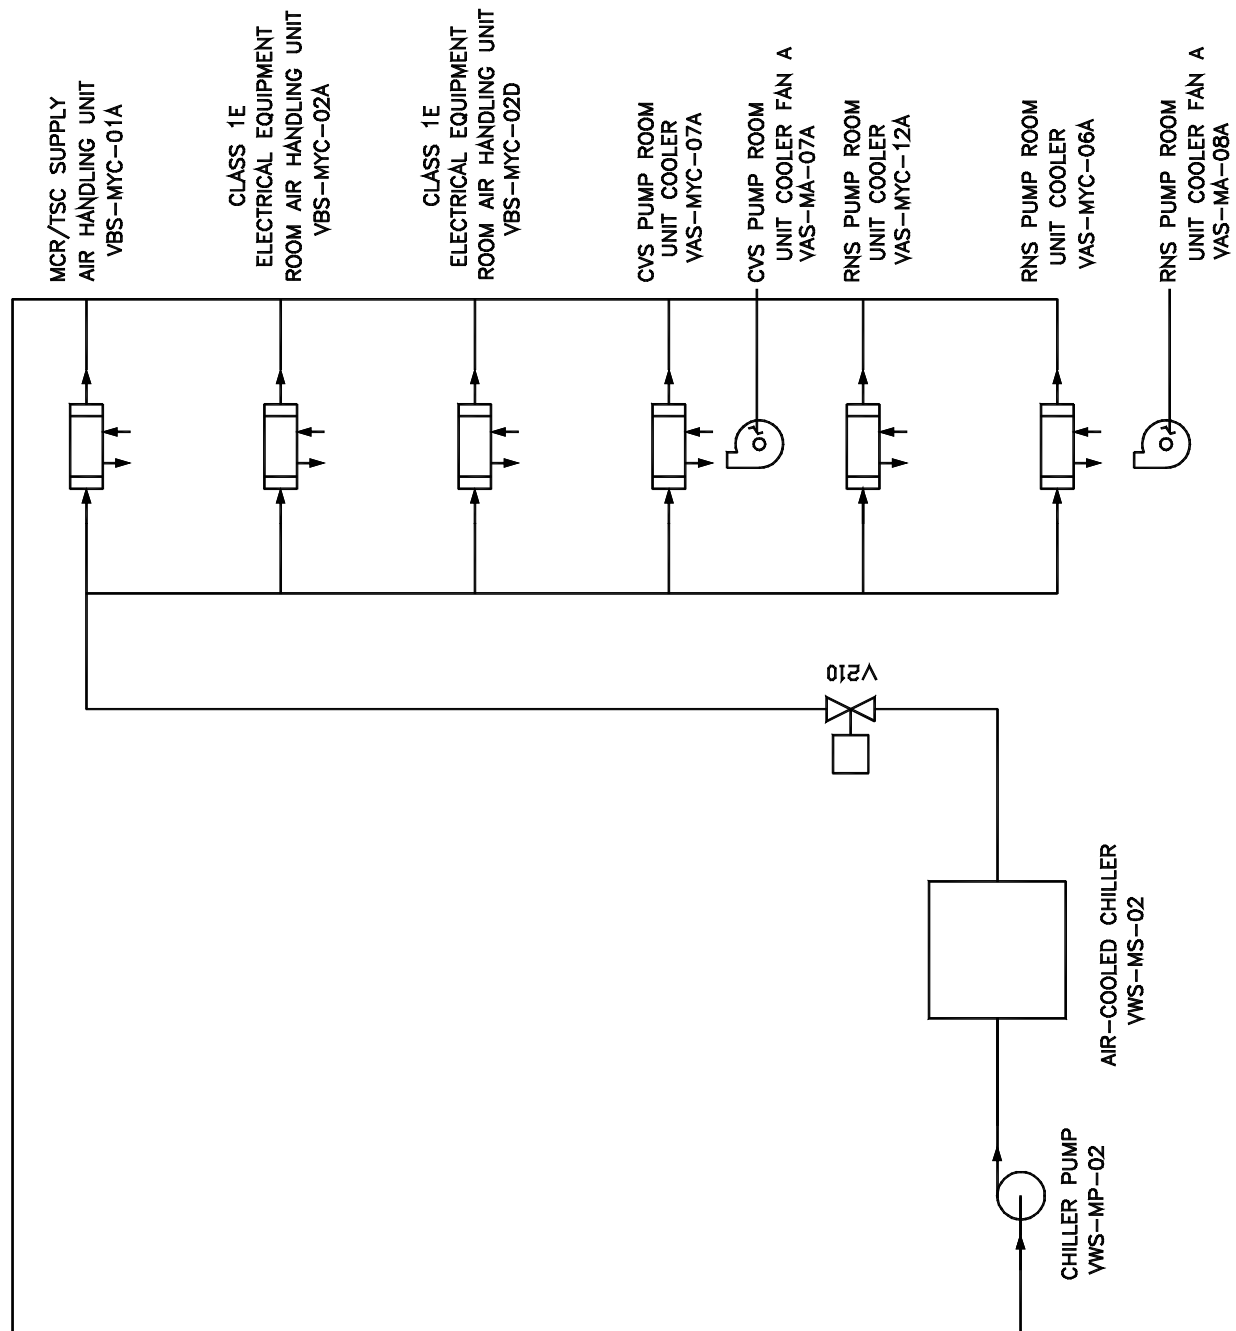 MCR/TSC SUPPLY
AIR HANDLING UNIT
VBS-MYC-01A
CLASS 1E
ELECTRICAL EQUIPMENT
ROOM AIR HANDLING UNIT
VBS-MYC-02A
CLASS 1E
ELECTRICAL EQUIPMENT
ROOM AIR HANDLING UNIT
VBS-MYC-02D
CVS PUMP ROOM
UNIT COOLER
VAS-MYC-07A
CVS PUMP ROOM
UNIT COOLER FAN A
VAS-MA-07A
RNS PUMP ROOM
UNIT COOLER
VAS-MYC-12A
RNS PUMP ROOM
UNIT COOLER
VAS-MYC-06A
RNS PUMP ROOM
UNIT COOLER FAN A
VAS-MA-08A
V210
AIR-COOLED CHILLER
VWS-MS-02
CHILLER PUMP
VWS-MP-02